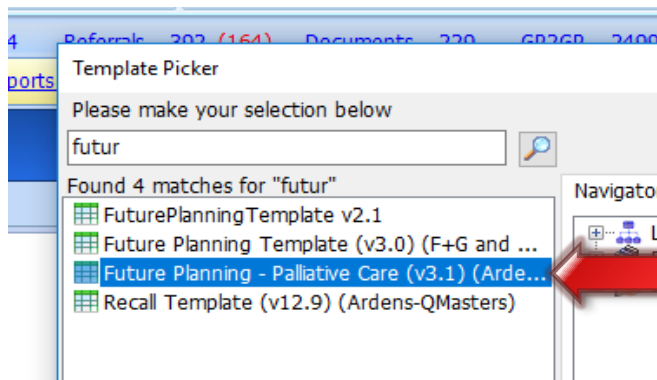 4 Referrals 392 (164) Documents 229 GP2GP 2499
ports
Template Picker
Please make your selection below
futur
Found 4 matches for "futur"
Navigato
FuturePlanningTemplate v2.1
Future Planning Template (v3.0) (F+G and ...
Future Planning - Palliative Care (v3.1) (Arde...
Recall Template (v12.9) (Ardens-QMasters)
L